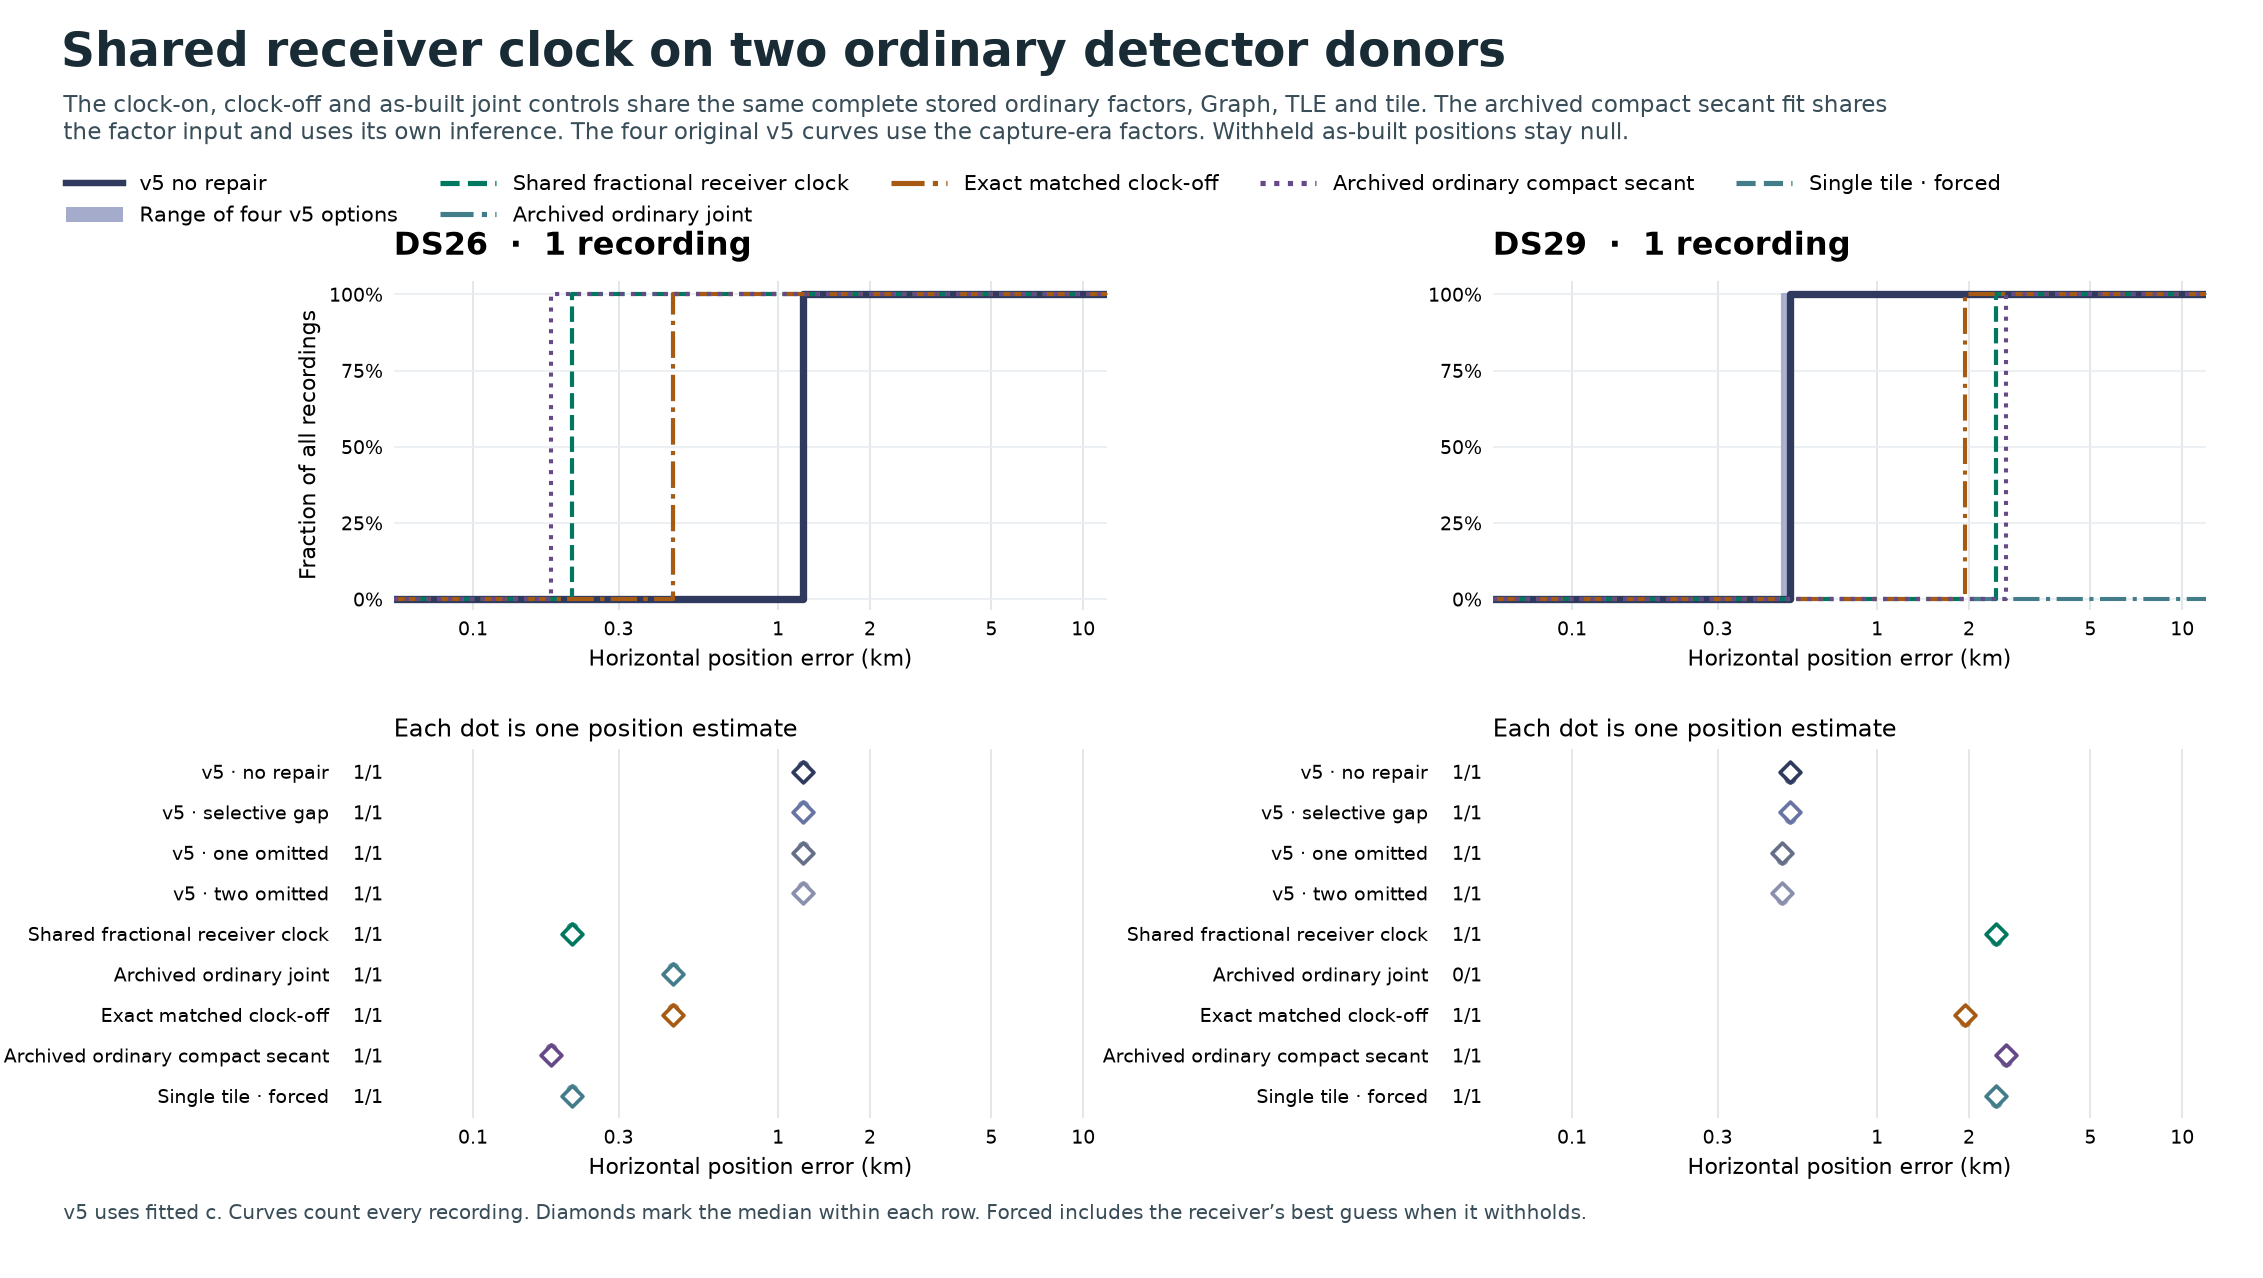 Shared receiver clock on two ordinary detector donors
The clock-on, clock-off and as-built joint controls share the same complete stored ordinary factors, Graph, TLE and tile. The archived compact secant fit shares
the factor input and uses its own inference. The four original v5 curves use the capture-era factors. Withheld as-built positions stay null.
v5 no repair
Shared fractional receiver clock
Exact matched clock-off
Archived ordinary compact secant
Single tile · forced
Range of four v5 options
Archived ordinary joint
DS26 · 1 recording
Fraction of all recordings
100%
75%
50%
25%
0%
0.1 0.3 1 2 5 10
Horizontal position error (km)
DS29 · 1 recording
100%
75%
50%
25%
0%
0.1 0.3 1 2 5 10
Horizontal position error (km)
Each dot is one position estimate
v5 · no repair 1/1
v5 · selective gap 1/1
v5 · one omitted 1/1
v5 · two omitted 1/1
Shared fractional receiver clock 1/1
Archived ordinary joint 1/1
Exact matched clock-off 1/1
Archived ordinary compact secant 1/1
Single tile · forced 1/1
0.1 0.3 1 2 5 10
Horizontal position error (km)
Each dot is one position estimate
v5 · no repair 1/1
v5 · selective gap 1/1
v5 · one omitted 1/1
v5 · two omitted 1/1
Shared fractional receiver clock 1/1
Archived ordinary joint 0/1
Exact matched clock-off 1/1
Archived ordinary compact secant 1/1
Single tile · forced 1/1
0.1 0.3 1 2 5 10
Horizontal position error (km)
v5 uses fitted c. Curves count every recording. Diamonds mark the median within each row. Forced includes the receiver’s best guess when it withholds.